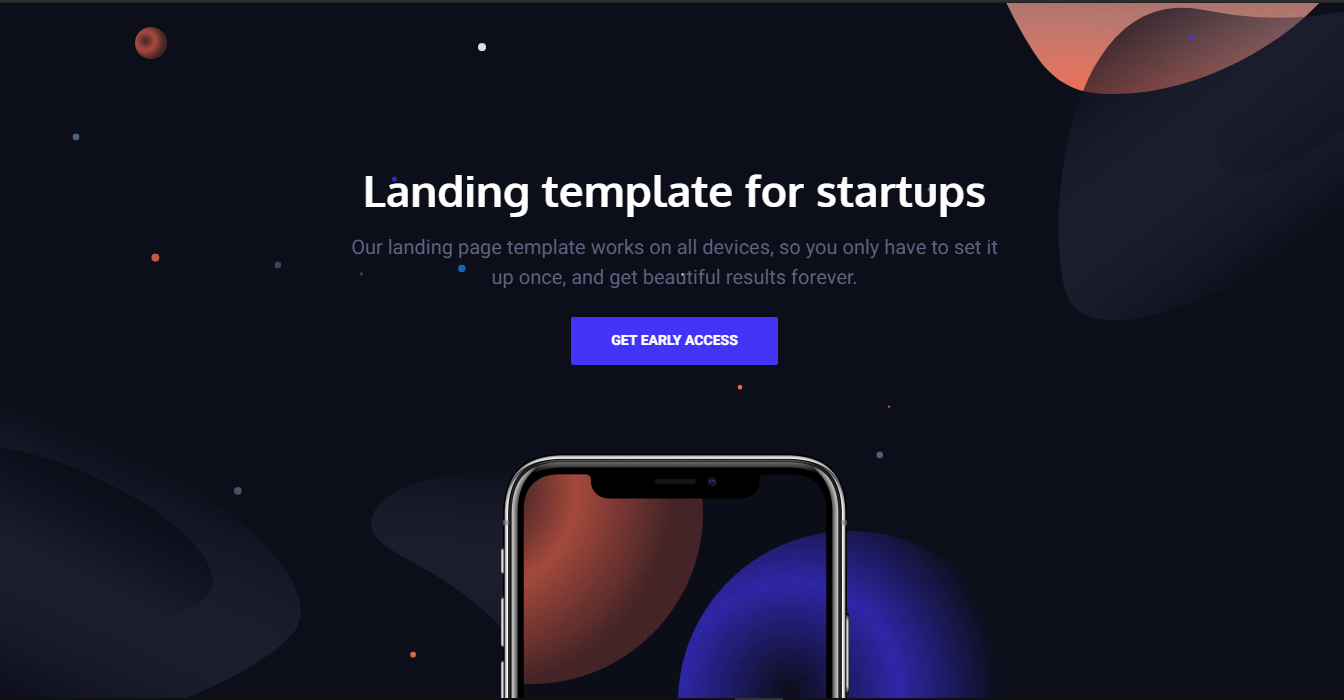 Landing template for startups
Our landing page template works on all devices, so you only have to set it
up once, and get beautiful results forever.
GET EARLY ACCESS